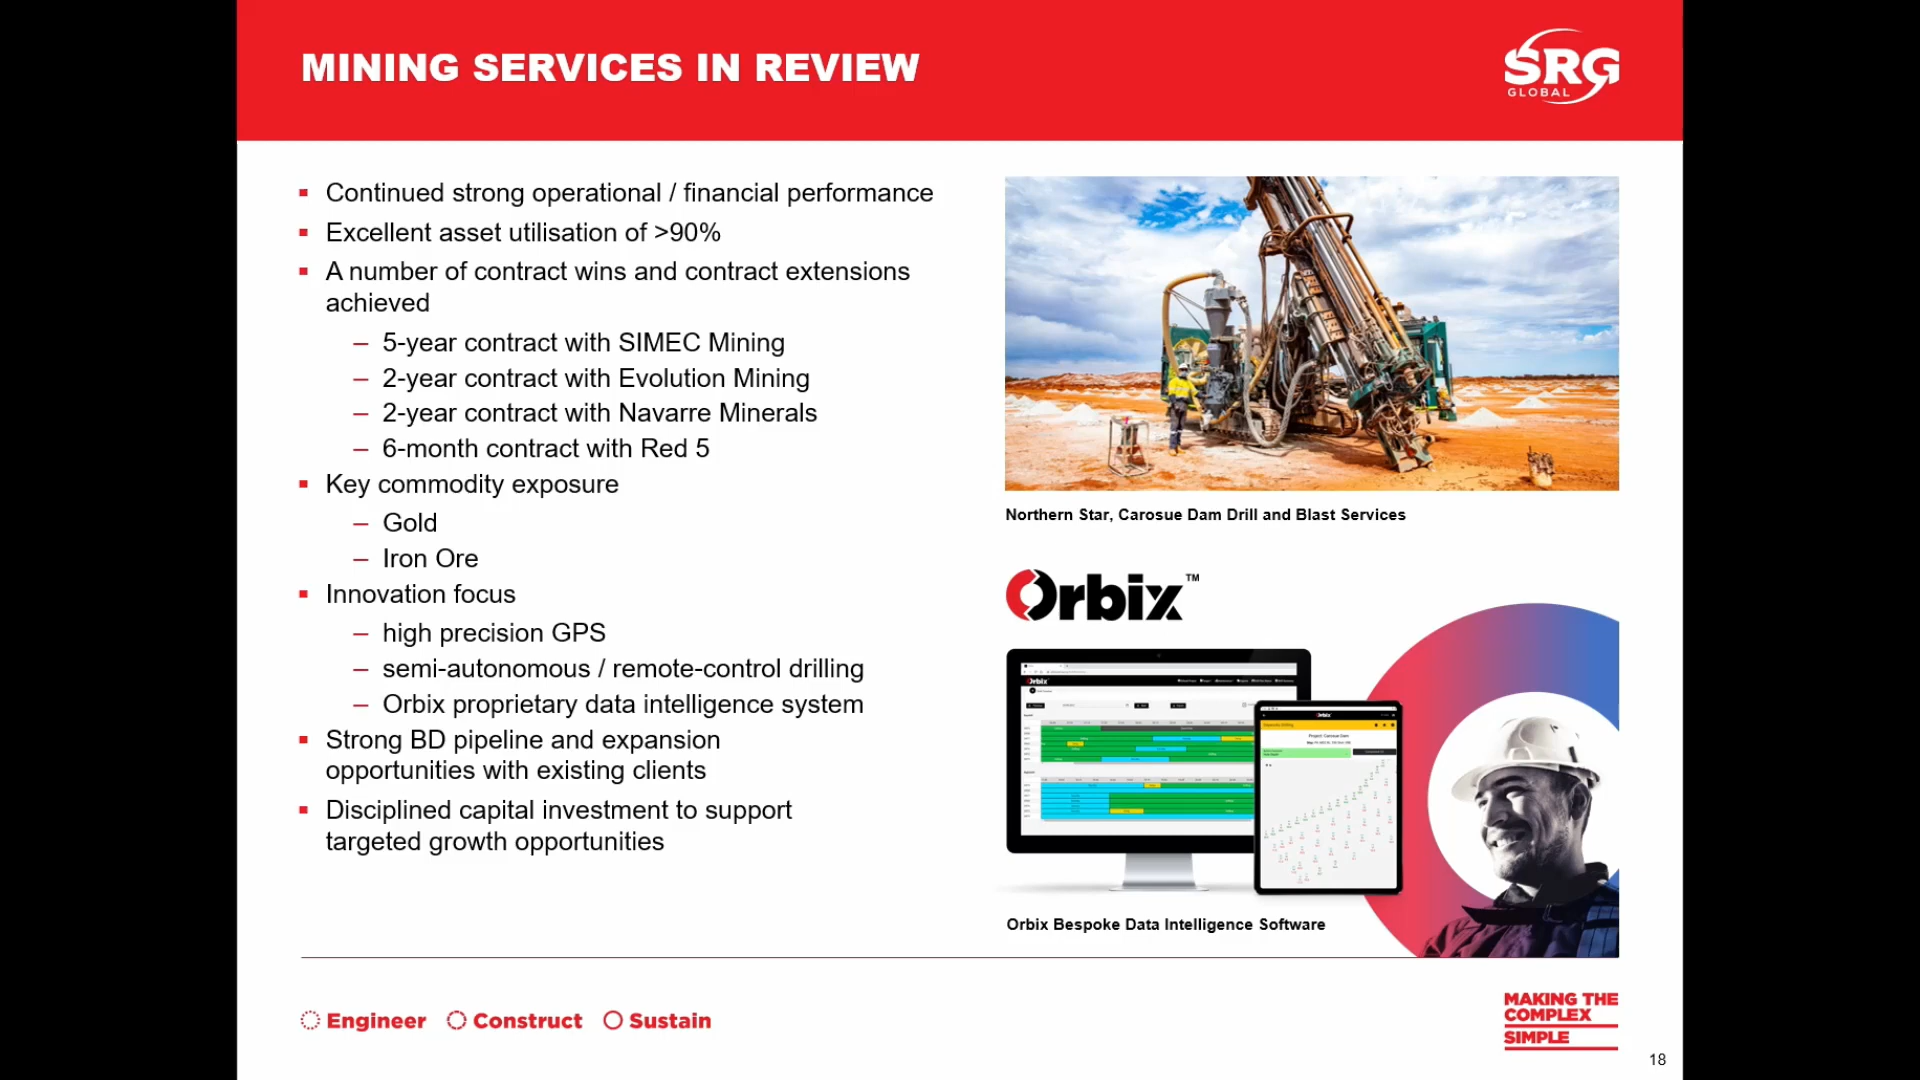 MINING SERVICES IN REVIEW
SRG
GLOBAL
▪ Continued strong operational / financial performance
▪ Excellent asset utilisation of >90%
▪ A number of contract wins and contract extensions
achieved
– 5-year contract with SIMEC Mining
– 2-year contract with Evolution Mining
– 2-year contract with Navarre Minerals
– 6-month contract with Red 5
▪ Key commodity exposure
– Gold
– Iron Ore
▪ Innovation focus
– high precision GPS
– semi-autonomous / remote-control drilling
– Orbix proprietary data intelligence system
▪ Strong BD pipeline and expansion
opportunities with existing clients
▪ Disciplined capital investment to support
targeted growth opportunities
Northern Star, Carosue Dam Drill and Blast Services
Orbix™
Orbix
Orbix
Project: Carosue Dam
Orbix Bespoke Data Intelligence Software
Engineer Construct Sustain
MAKING THE
COMPLEX
SIMPLE
18